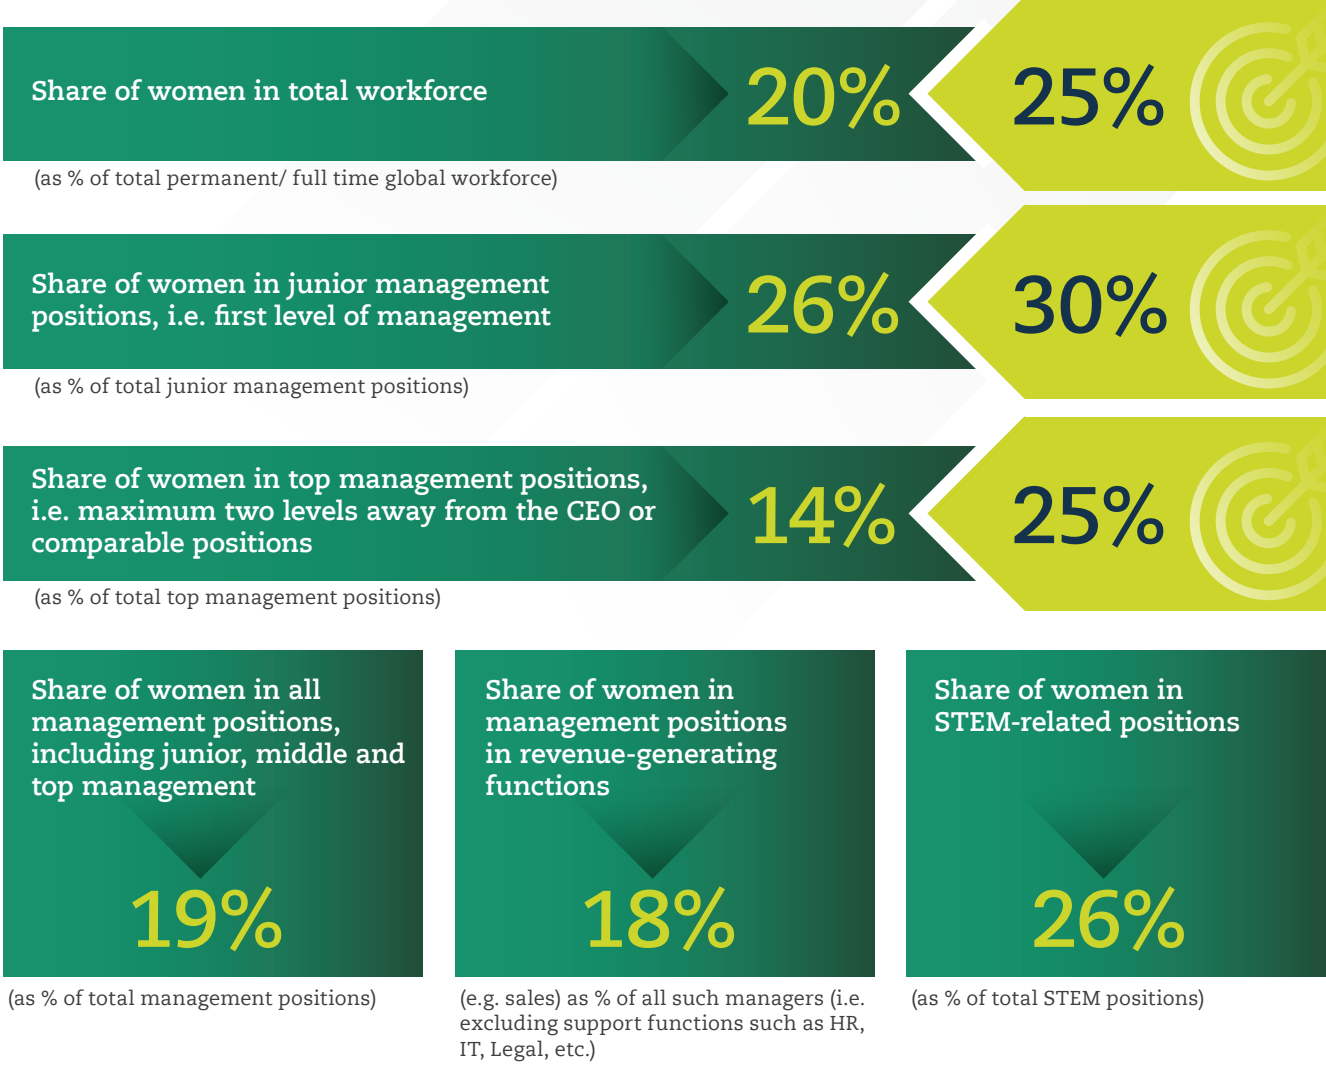 Share of women in total workforce
20%
25%
(as % of total permanent/ full time global workforce)
Share of women in junior management
positions, i.e. first level of management
26%
30%
(as % of total junior management positions)
Share of women in top management positions,
i.e. maximum two levels away from the CEO or
comparable positions
14%
25%
(as % of total top management positions)
Share of women in all
management positions,
including junior, middle and
top management
19%
(as % of total management positions)
Share of women in
management positions
in revenue-generating
functions
18%
(e.g. sales) as % of all such managers (i.e.
excluding support functions such as HR,
IT, Legal, etc.)
Share of women in
STEM-related positions
26%
(as % of total STEM positions)